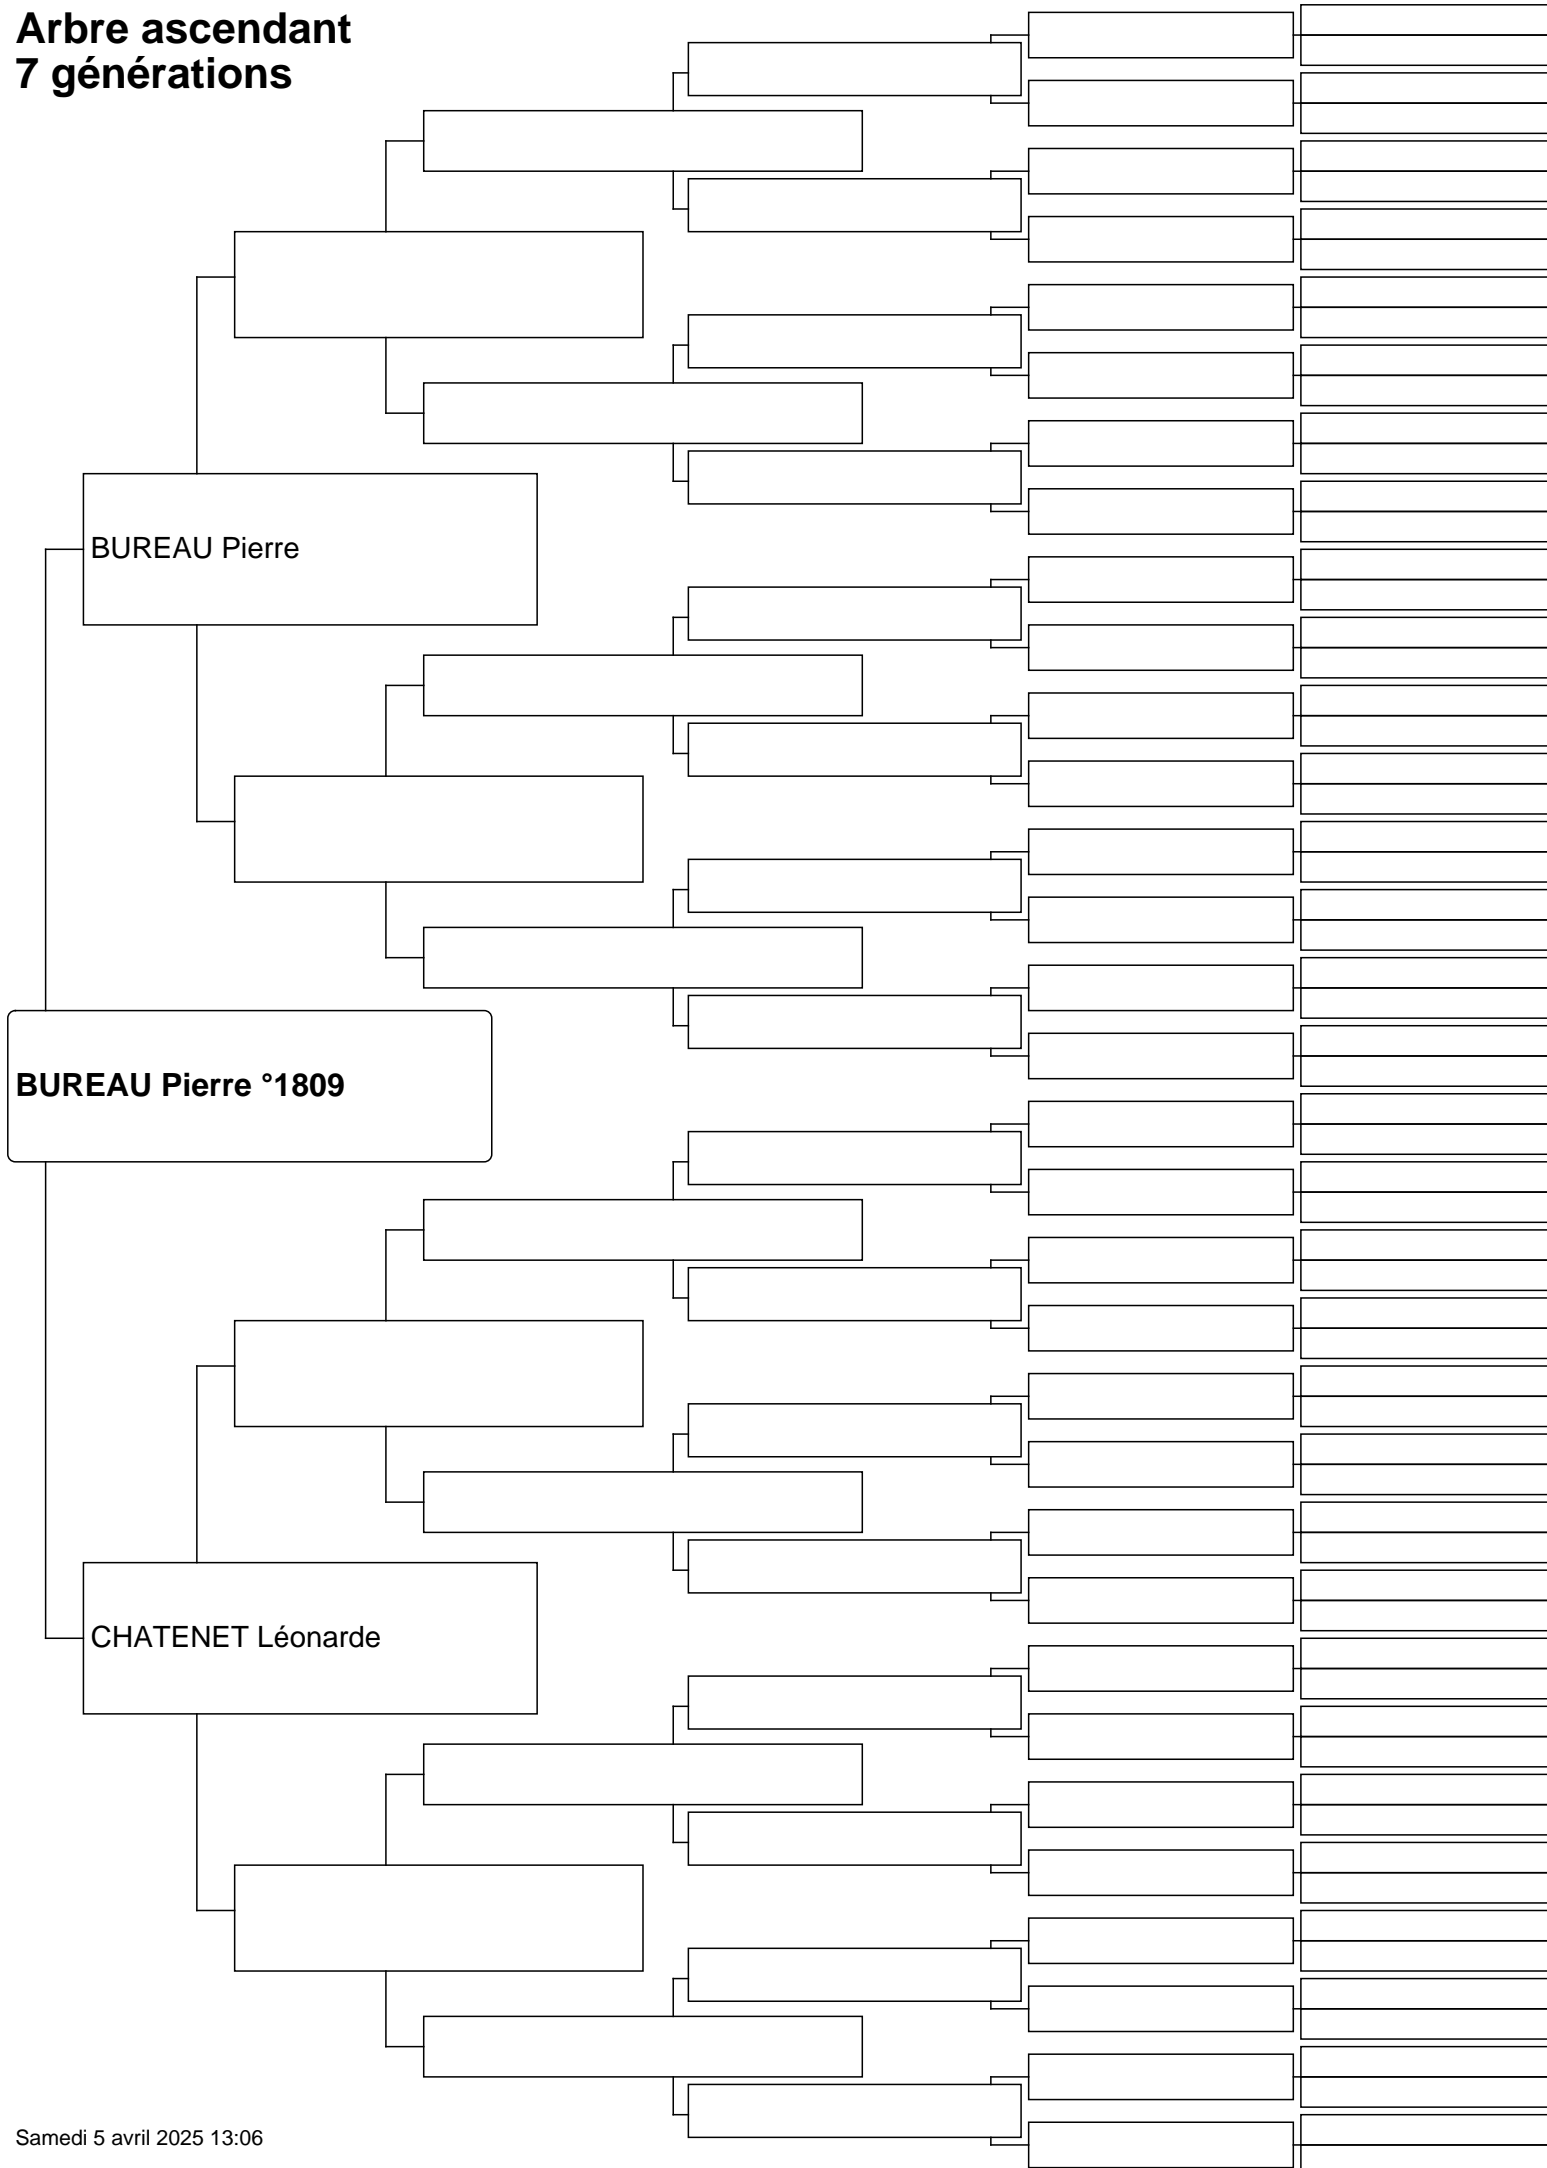 Arbre ascendant
7 générations
BUREAU Pierre
BUREAU Pierre °1809
CHATENET Léonarde
Samedi 5 avril 2025 13:06